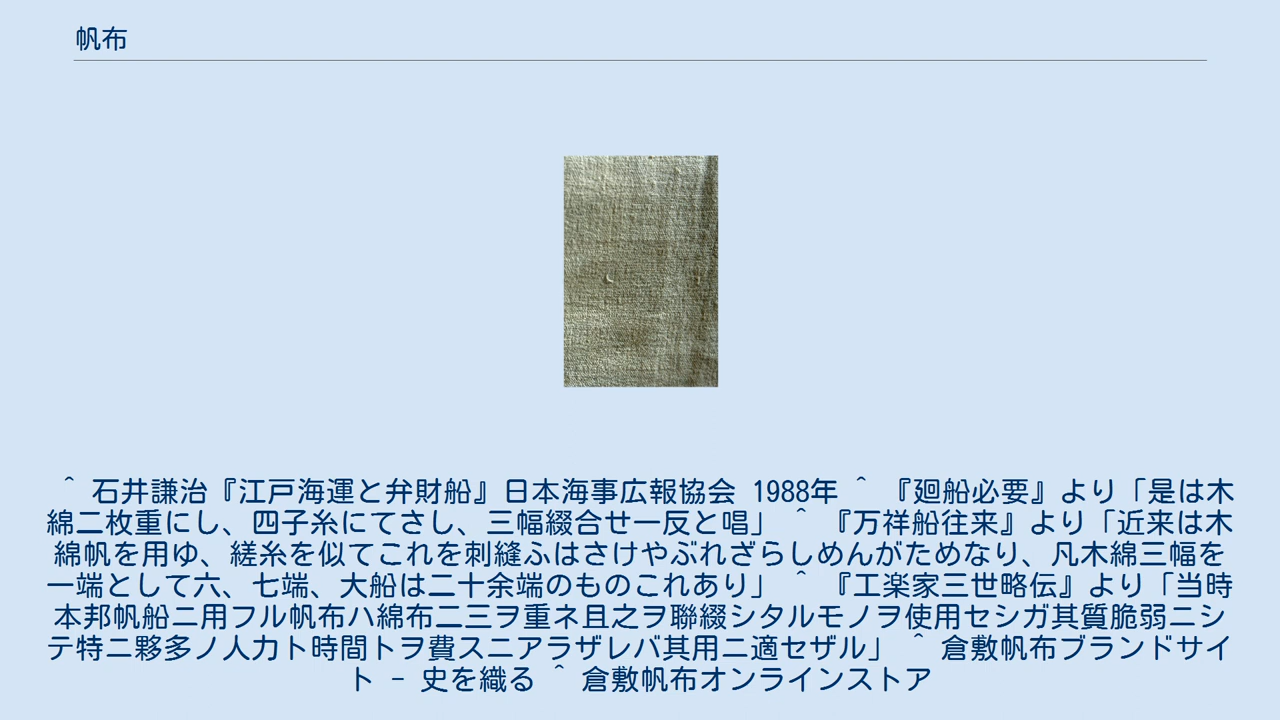 帆布
^ 石井謙治『江戸海運と弁財船』日本海事広報協会 1988年 ^ 『廻船必要』より「是は木
綿二枚重にし、四子糸にてさし、三幅綴合せ一反と唱」 ^ 『万祥船往来』より「近来は木
綿帆を用ゆ、縒糸を似てこれを刺縫ふはさけやぶれざらしめんがためなり、凡木綿三幅を
一端として六、七端、大船は二十余端のものこれあり」 ^ 『工楽家三世略伝』より「当時
本邦帆船ニ用フル帆布ハ綿布二三ヲ重ネ且之ヲ聯綴シタルモノヲ使用セシガ其質脆弱ニシ
テ特ニ夥多ノ人力ト時間トヲ費スニアラザレバ其用ニ適セザル」 ^ 倉敷帆布ブランドサイ
ト - 史を織る ^ 倉敷帆布オンラインストア